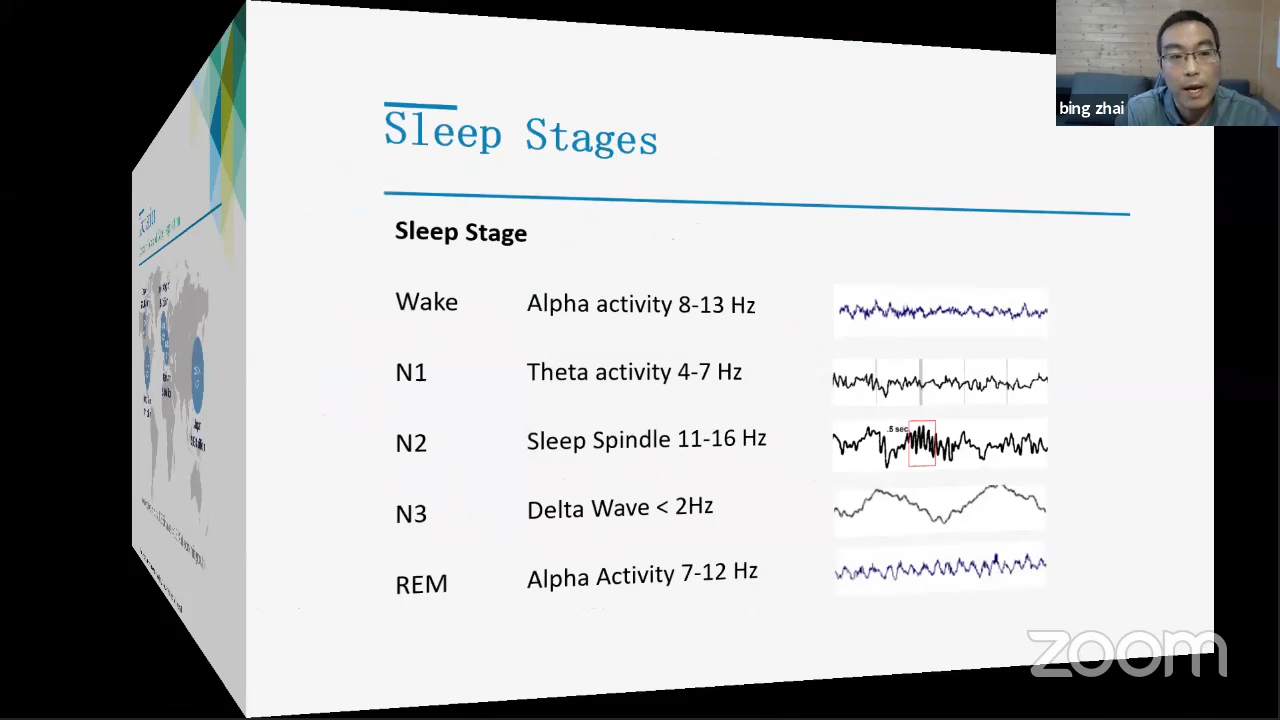 bing zhai
Sleep Stages
Sleep Stage
Wake Alpha activity 8-13 Hz
N1 Theta activity 4-7 Hz
N2 Sleep Spindle 11-16 Hz
.5 sec
N3 Delta Wave < 2Hz
REM Alpha Activity 7-12 Hz
zoom